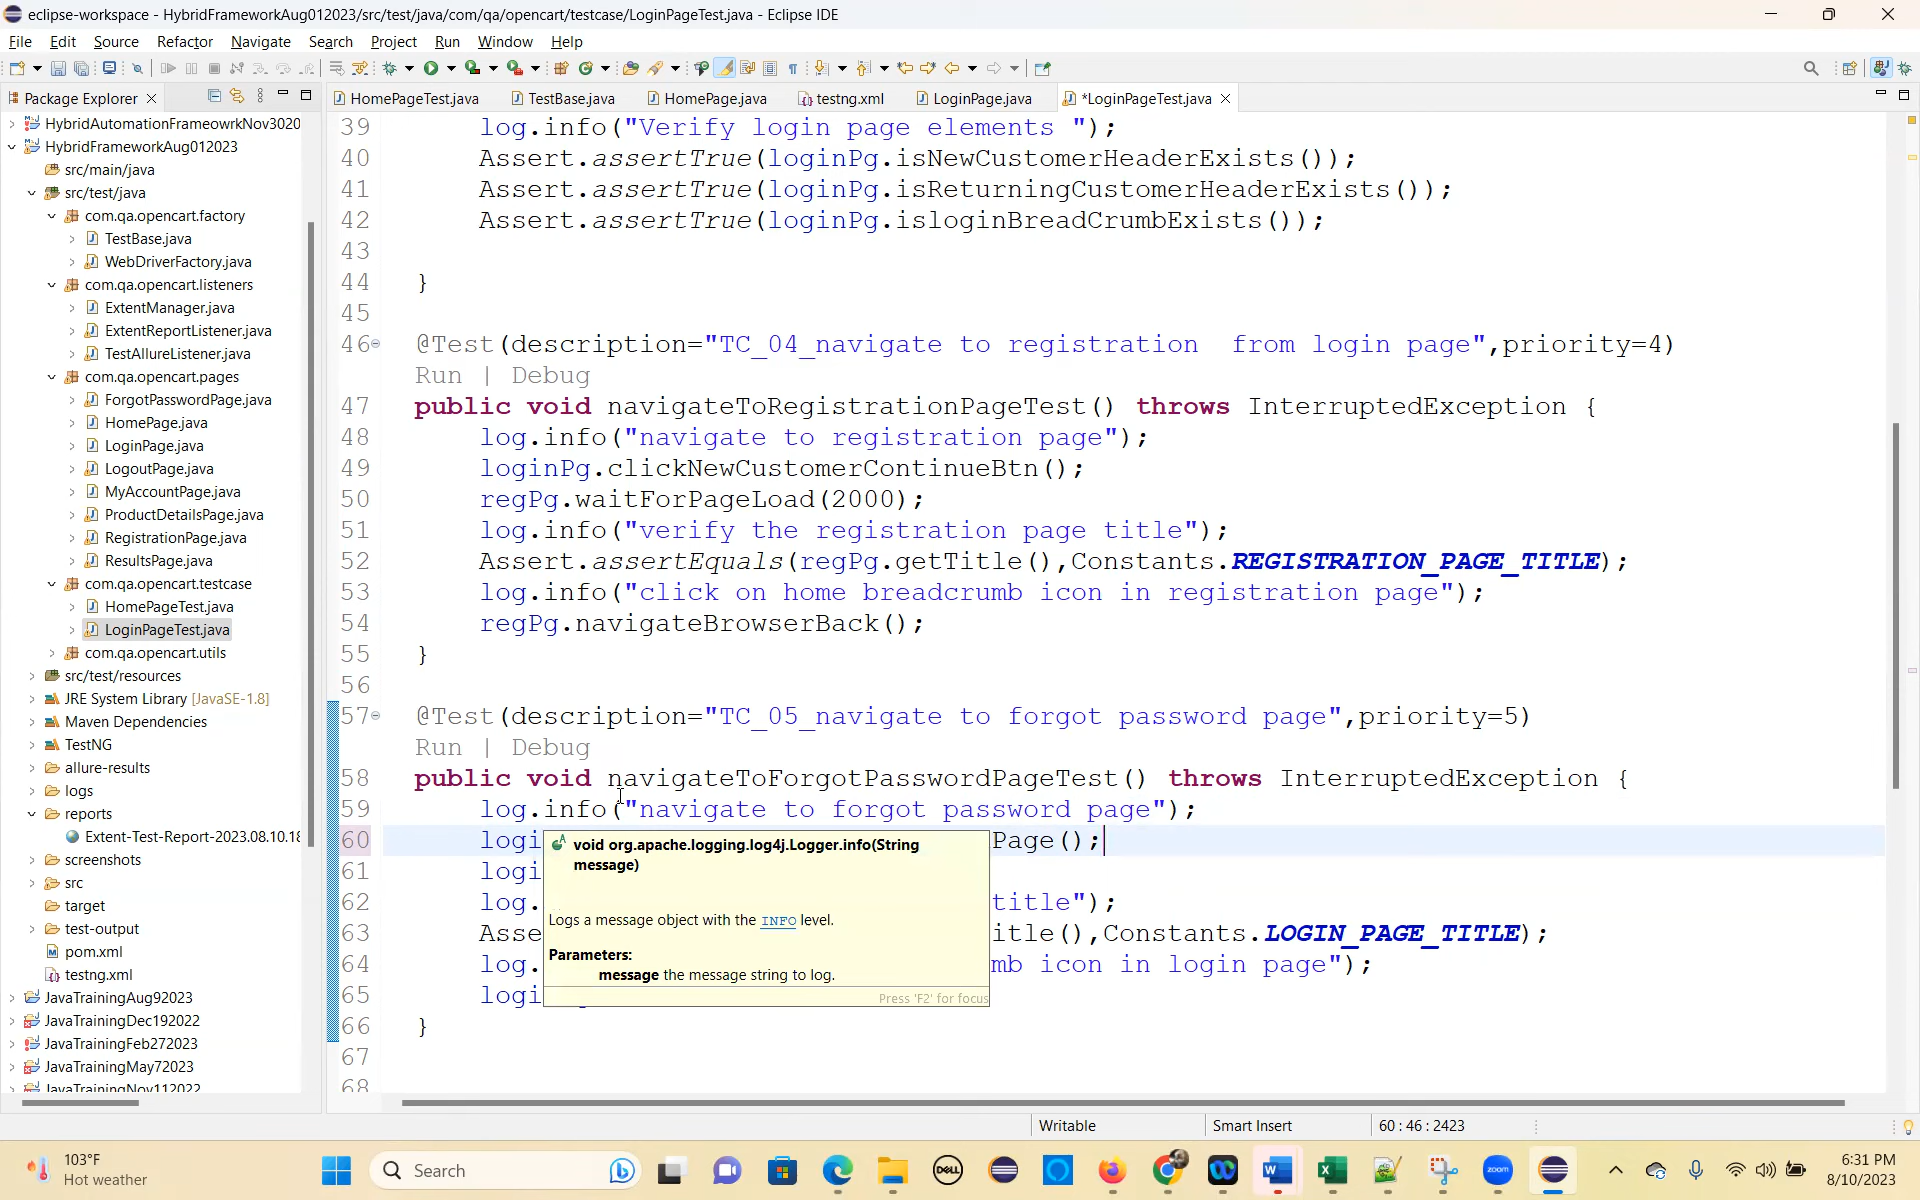 eclipse-workspace - HybridFrameworkAug012023/src/test/java/com/qa/opencart/testcase/LoginPageTest.java - Eclipse IDE
File Edit Source Refactor Navigate Search Project Run Window Help
Package Explorer
HomePageTest.java TestBase.java HomePage.java testng.xml LoginPage.java *LoginPageTest.java
HybridAutomationFrameowrkNov3020
HybridFrameworkAug012023
src/main/java
src/test/java
com.qa.opencart.factory
TestBase.java
WebDriverFactory.java
com.qa.opencart.listeners
ExtentManager.java
ExtentReportListener.java
TestAllureListener.java
com.qa.opencart.pages
ForgotPasswordPage.java
HomePage.java
LoginPage.java
LogoutPage.java
MyAccountPage.java
ProductDetailsPage.java
RegistrationPage.java
ResultsPage.java
com.qa.opencart.testcase
HomePageTest.java
LoginPageTest.java
com.qa.opencart.utils
src/test/resources
JRE System Library [JavaSE-1.8]
Maven Dependencies
TestNG
allure-results
logs
reports
Extent-Test-Report-2023.08.10.18
screenshots
src
target
test-output
pom.xml
testng.xml
JavaTrainingAug92023
JavaTrainingDec192022
JavaTrainingFeb272023
JavaTrainingMay72023
JavaTrainingNov112022
39 log.info("Verify login page elements ");
40 Assert.assertTrue(loginPg.isNewCustomerHeaderExists());
41 Assert.assertTrue(loginPg.isReturningCustomerHeaderExists());
42 Assert.assertTrue(loginPg.isloginBreadCrumbExists());
43
44 }
45
46 @Test(description="TC_04_navigate to registration  from login page",priority=4)
Run | Debug
47 public void navigateToRegistrationPageTest() throws InterruptedException {
48 log.info("navigate to registration page");
49 loginPg.clickNewCustomerContinueBtn();
50 regPg.waitForPageLoad(2000);
51 log.info("verify the registration page title");
52 Assert.assertEquals(regPg.getTitle(),Constants.REGISTRATION_PAGE_TITLE);
53 log.info("click on home breadcrumb icon in registration page");
54 regPg.navigateBrowserBack();
55 }
56
57 @Test(description="TC_05_navigate to forgot password page",priority=5)
Run | Debug
58 public void navigateToForgotPasswordPageTest() throws InterruptedException {
59 log.info("navigate to forgot password page");
60 logi Page();
61 logi
62 log. title");
63 Asse itle(),Constants.LOGIN_PAGE_TITLE);
64 log. mb icon in login page");
65 logi
66 }
67
68
void org.apache.logging.log4j.Logger.info(String
message)
Logs a message object with the INFO level.
Parameters:
message the message string to log.
Press 'F2' for focus
Writable Smart Insert 60 : 46 : 2423
103°F
Hot weather
Search
DELL
zoom
6:31 PM
8/10/2023